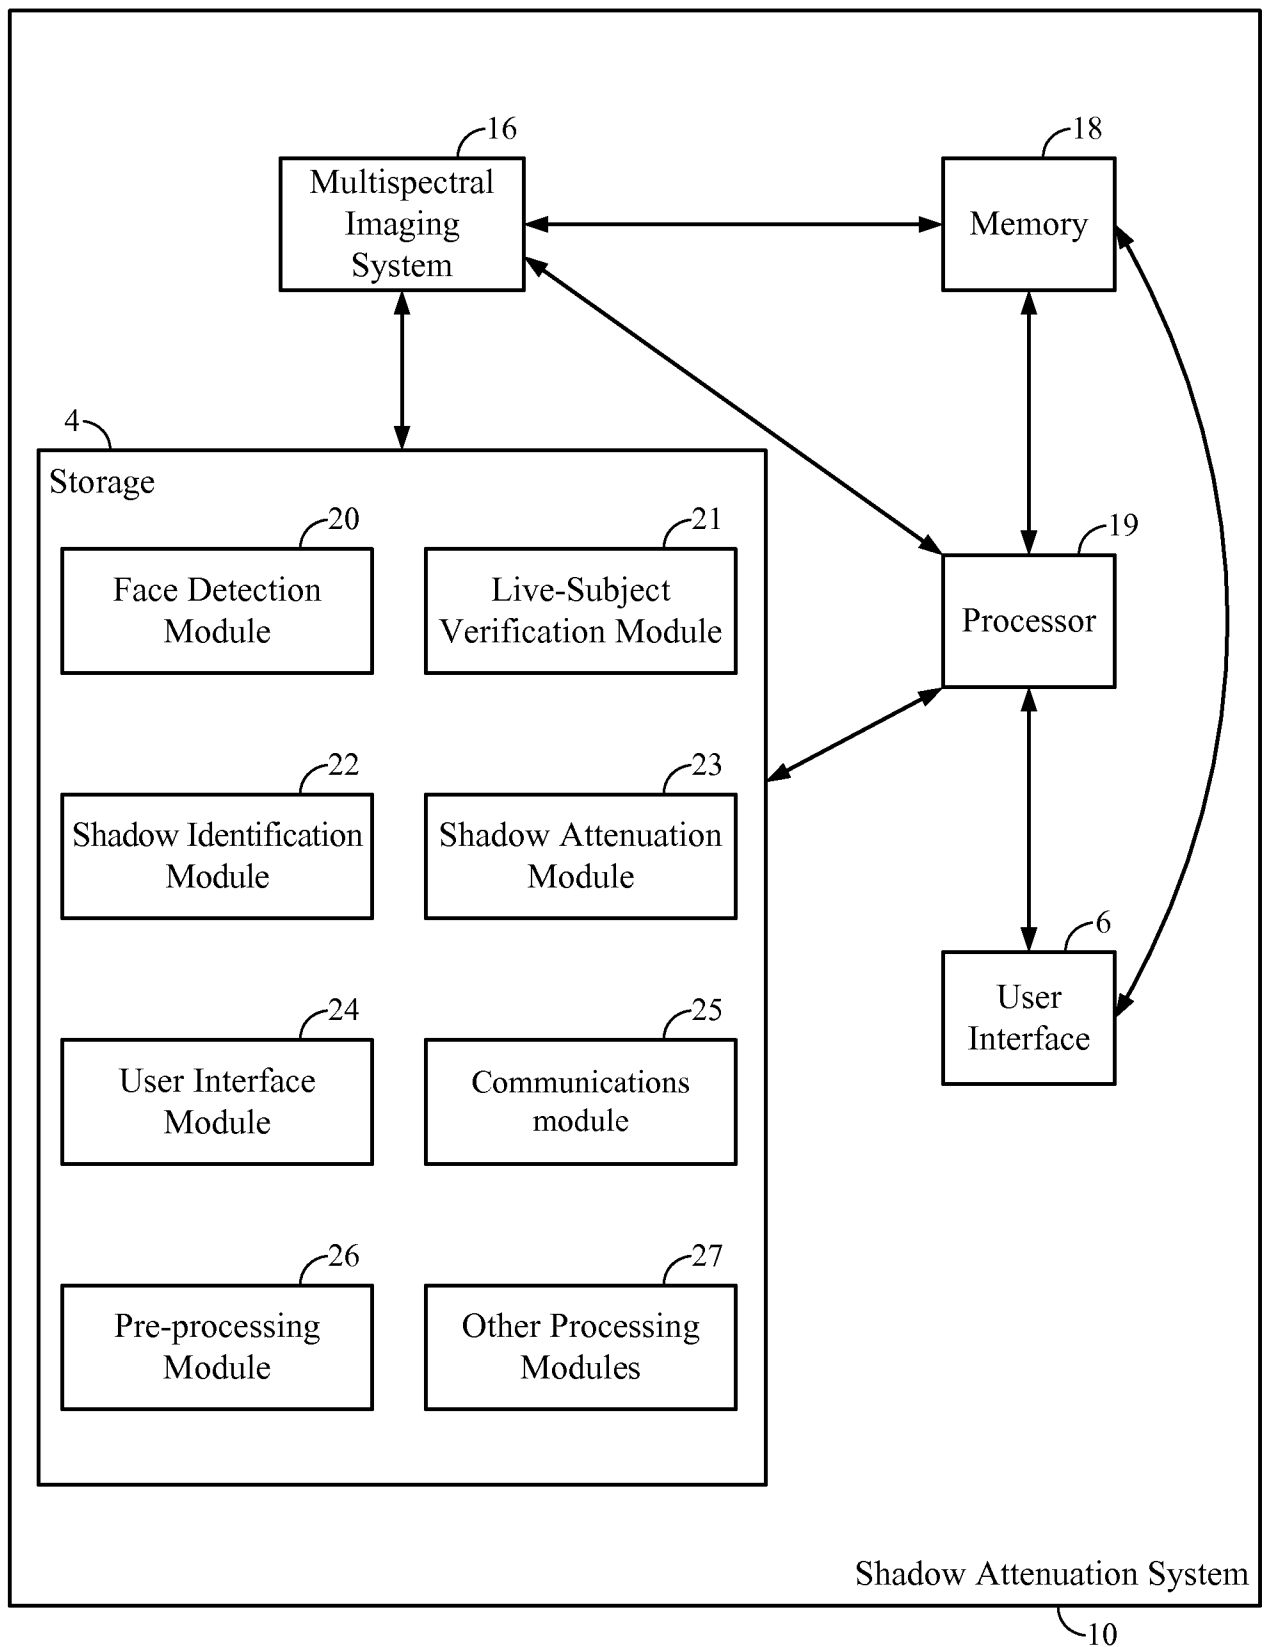 16
Multispectral
Imaging
System
18
Memory
4
Storage
20
Face Detection
Module
21
Live-Subject
Verification Module
19
Processor
22
Shadow Identification
Module
23
Shadow Attenuation
Module
6
User
Interface
24
User Interface
Module
25
Communications
module
26
Pre-processing
Module
27
Other Processing
Modules
Shadow Attenuation System
10